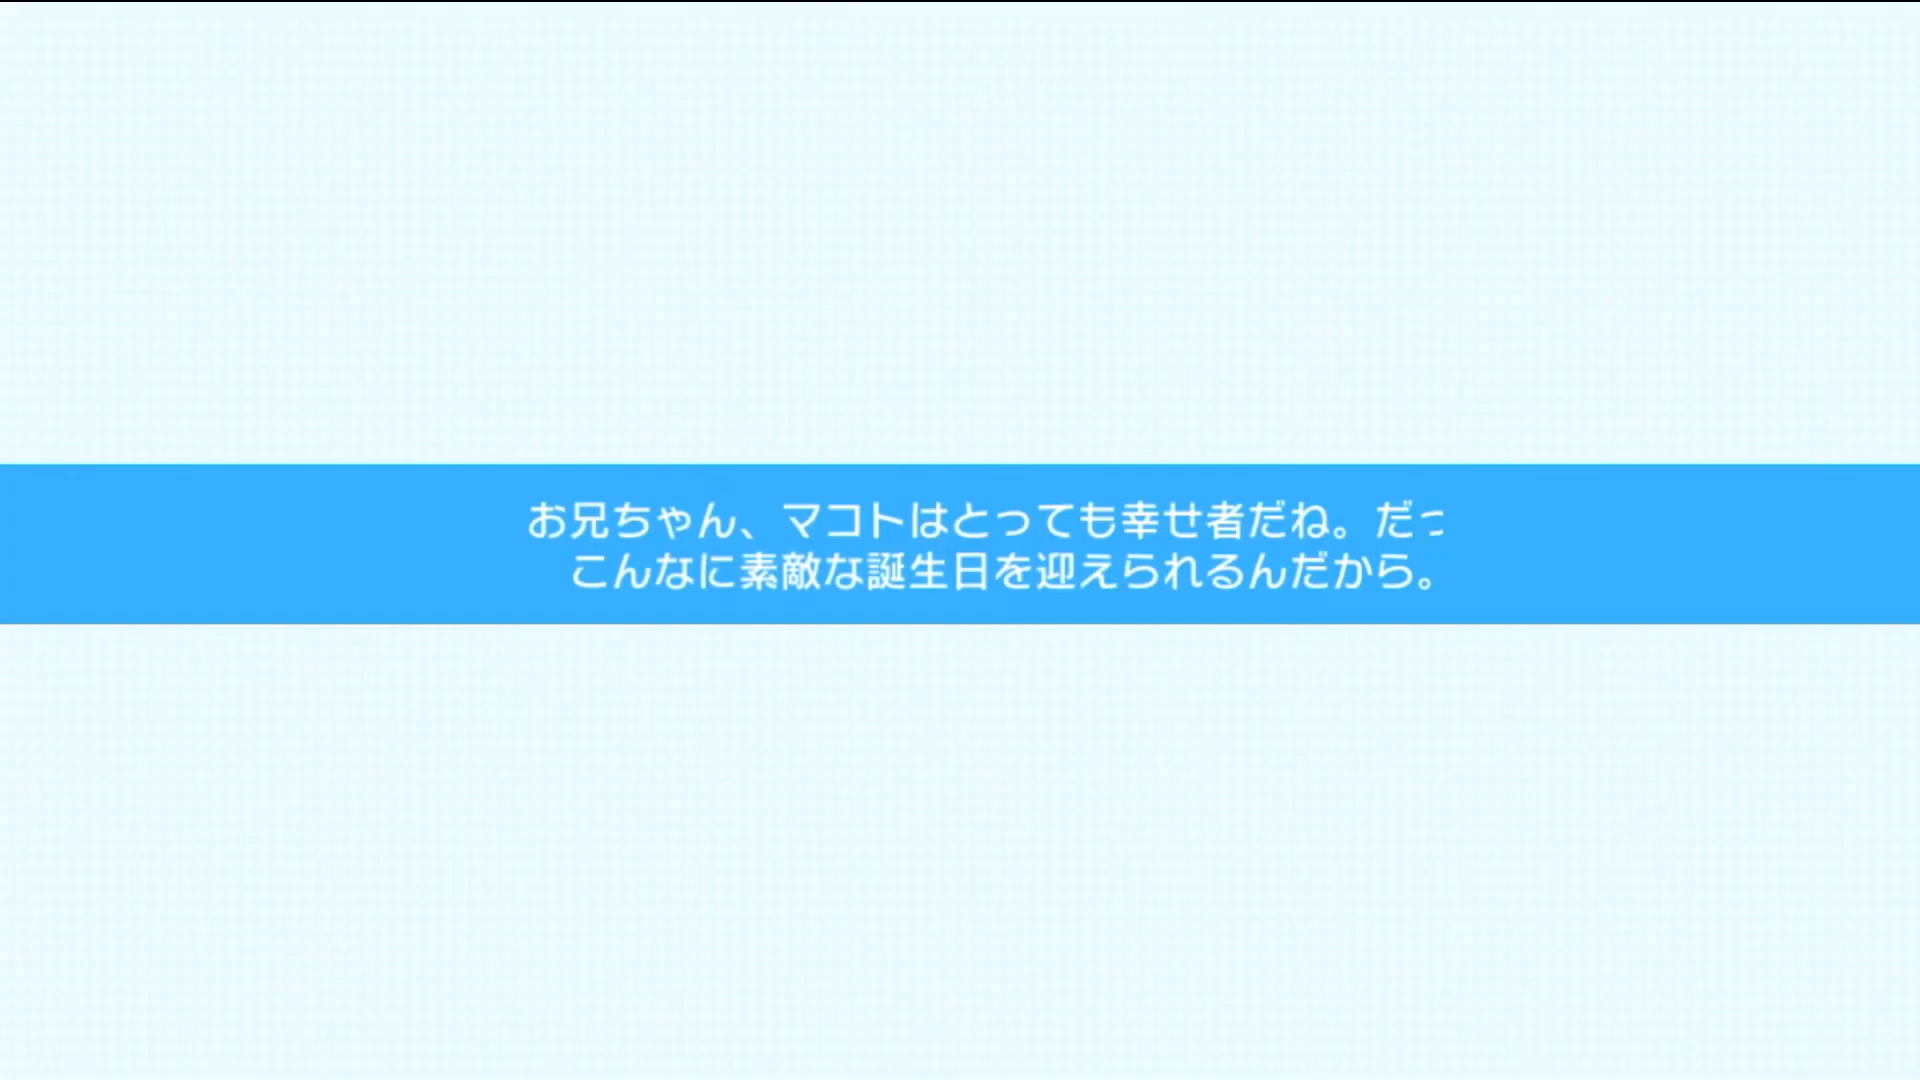 お兄ちゃん、マコトはとっても幸せ者だね。だっ
こんなに素敵な誕生日を迎えられるんだから。